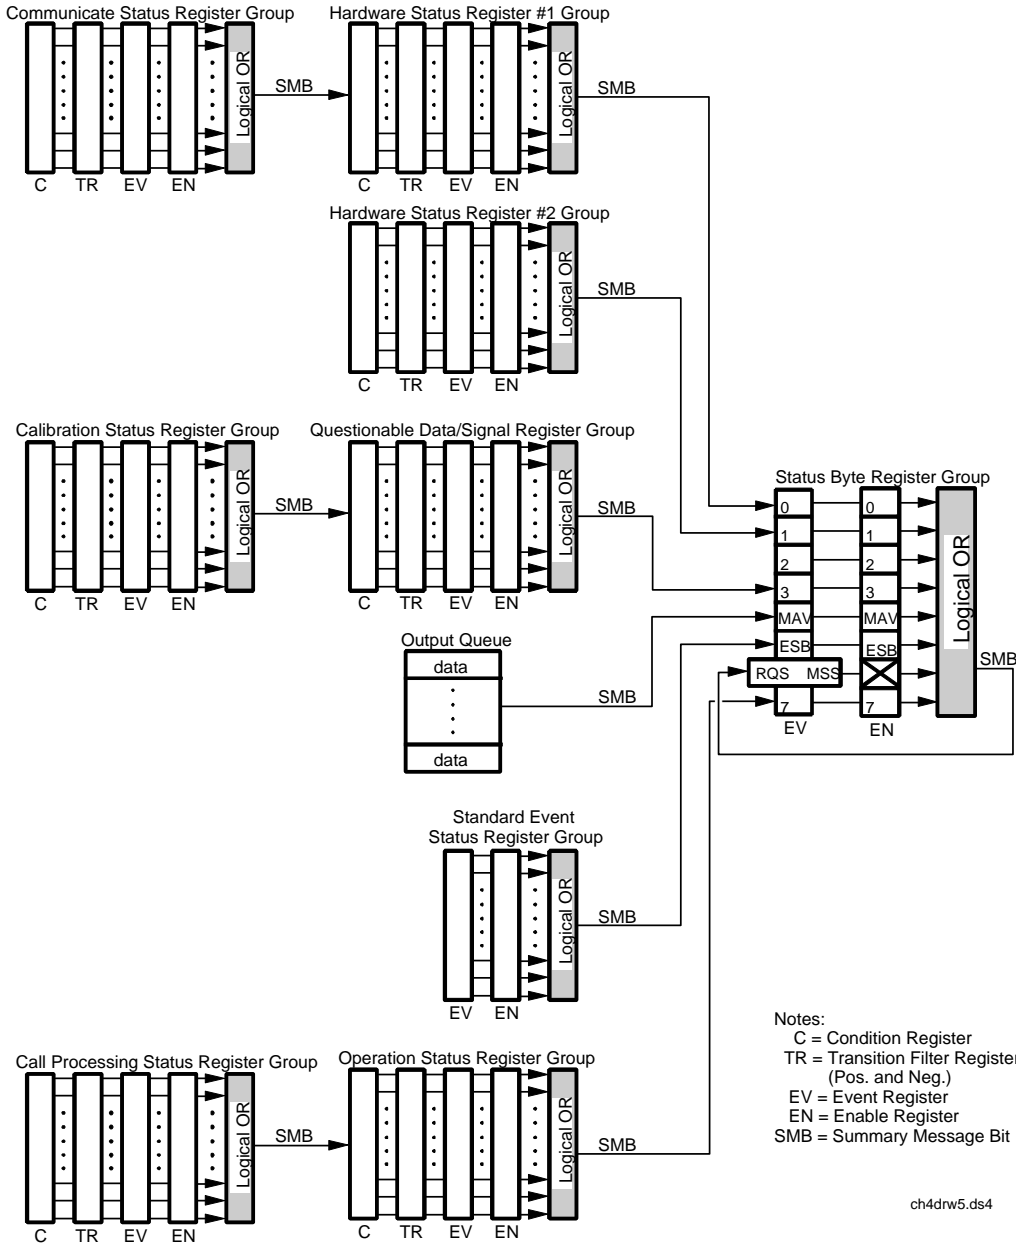 Communicate Status Register Group
Hardware Status Register #1 Group
Logical OR
SMB
Logical OR
SMB
C TR EV EN
C TR EV EN
Hardware Status Register #2 Group
Logical OR
SMB
C TR EV EN
Calibration Status Register Group
Questionable Data/Signal Register Group
Logical OR
SMB
Logical OR
SMB
C TR EV EN
C TR EV EN
Status Byte Register Group
0 0
1 1
2 2
3 3
MAV MAV
ESB ESB
RQS MSS
7 7
EV EN
Logical OR
SMB
Output Queue
data
data
SMB
Standard Event
Status Register Group
Logical OR
SMB
EV EN
Call Processing Status Register Group
Operation Status Register Group
Logical OR
SMB
Logical OR
SMB
C TR EV EN
C TR EV EN
Notes:
C = Condition Register
TR = Transition Filter Register
(Pos. and Neg.)
EV = Event Register
EN = Enable Register
SMB = Summary Message Bit
ch4drw5.ds4